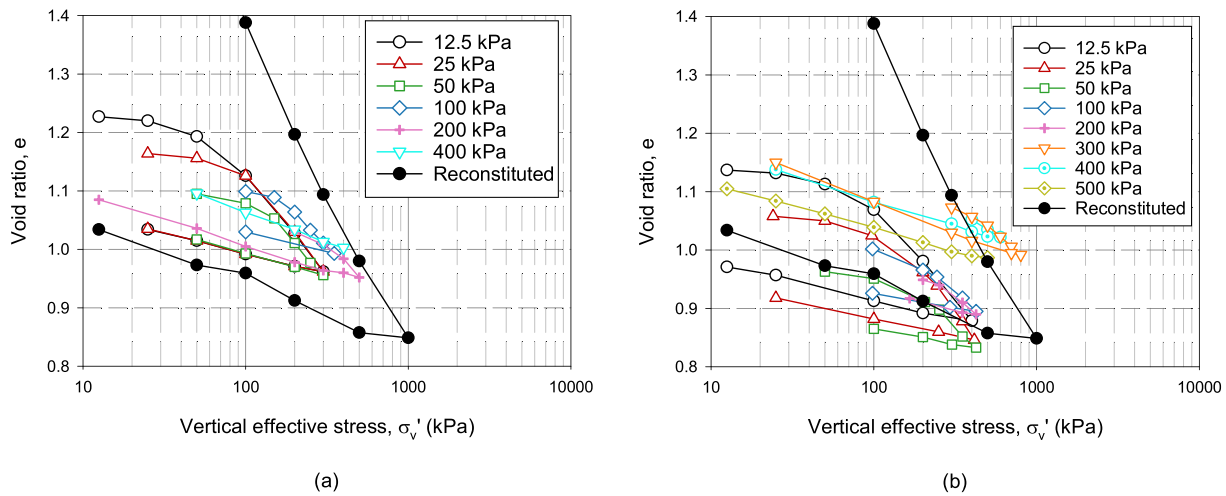 1.4
1.3
1.2
1.1
1.0
0.9
0.8
Void ratio, e
10
100
1000
10000
Vertical effective stress, σv' (kPa)
12.5 kPa
25 kPa
50 kPa
100 kPa
200 kPa
400 kPa
Reconstituted
(a)
1.4
1.3
1.2
1.1
1.0
0.9
0.8
Void ratio, e
10
100
1000
10000
Vertical effective stress, σv' (kPa)
12.5 kPa
25 kPa
50 kPa
100 kPa
200 kPa
300 kPa
400 kPa
500 kPa
Reconstituted
(b)